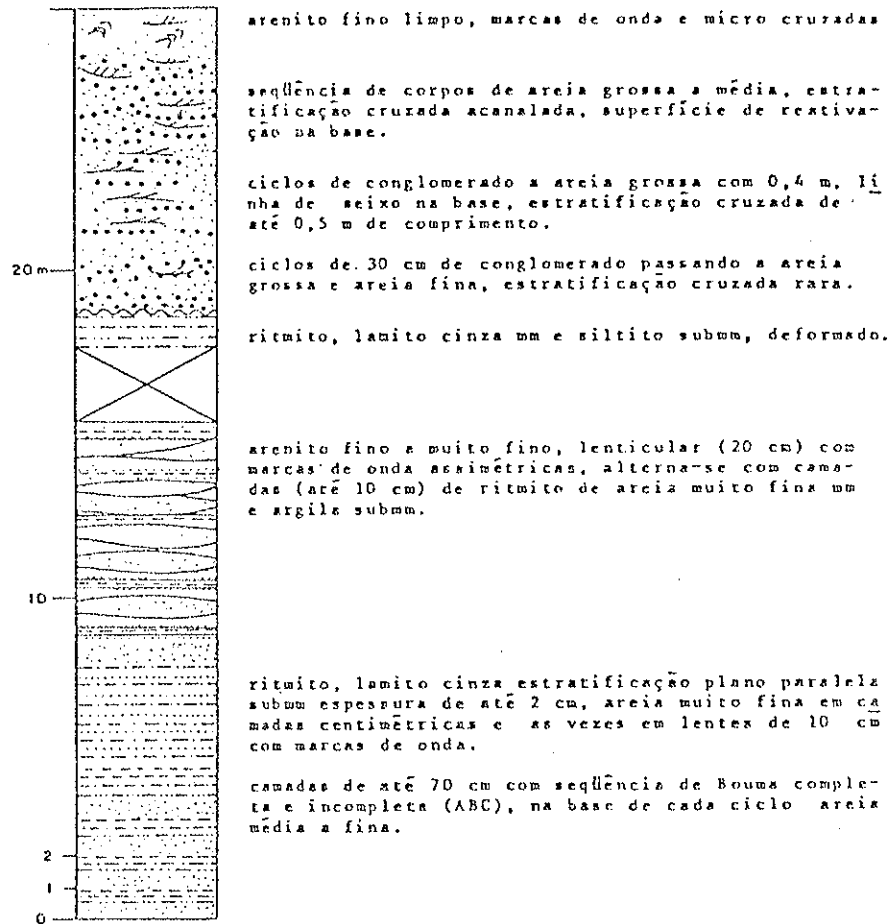 arenito fino limpo, marcas de onda e micro cruzadas
seqüência de corpos de areia grossa a média, estra-
tificação cruzada acanalada, superfície de reativa-
ção na base.
ciclos de conglomerado a areia grossa com 0,4 m, li
nha de seixo na base, estratificação cruzada de
até 0,5 m de comprimento.
20 m
ciclos de 30 cm de conglomerado passando a areia
grossa e areia fina, estratificação cruzada rara.
ritmito, lamito cinza mm e siltito submm, deformado.
arenito fino a muito fino, lenticular (20 cm) com
marcas de onda assimétricas, alterna-se com cama-
das (até 10 cm) de ritmito de areia muito fina mm
e argila submm.
10
ritmito, lamito cinza estratificação plano paralela
submm espessura de até 2 cm, areia muito fina em ca
madas centimétricas e as vezes em lentes de 10 cm
com marcas de onda.
camadas de até 70 cm com seqüência de Bouma comple-
ta e incompleta (ABC), na base de cada ciclo areia
média a fina.
2
1
0